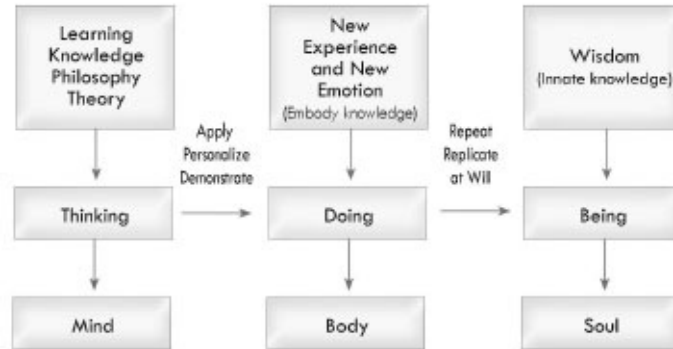 Learning
Knowledge
Philosophy
Theory
New
Experience
and New
Emotion
(Embody knowledge)
Wisdom
(Innate knowledge)
Apply
Personalize
Demonstrate
Repeat
Replicate
at Will
Thinking
Doing
Being
Mind
Body
Soul